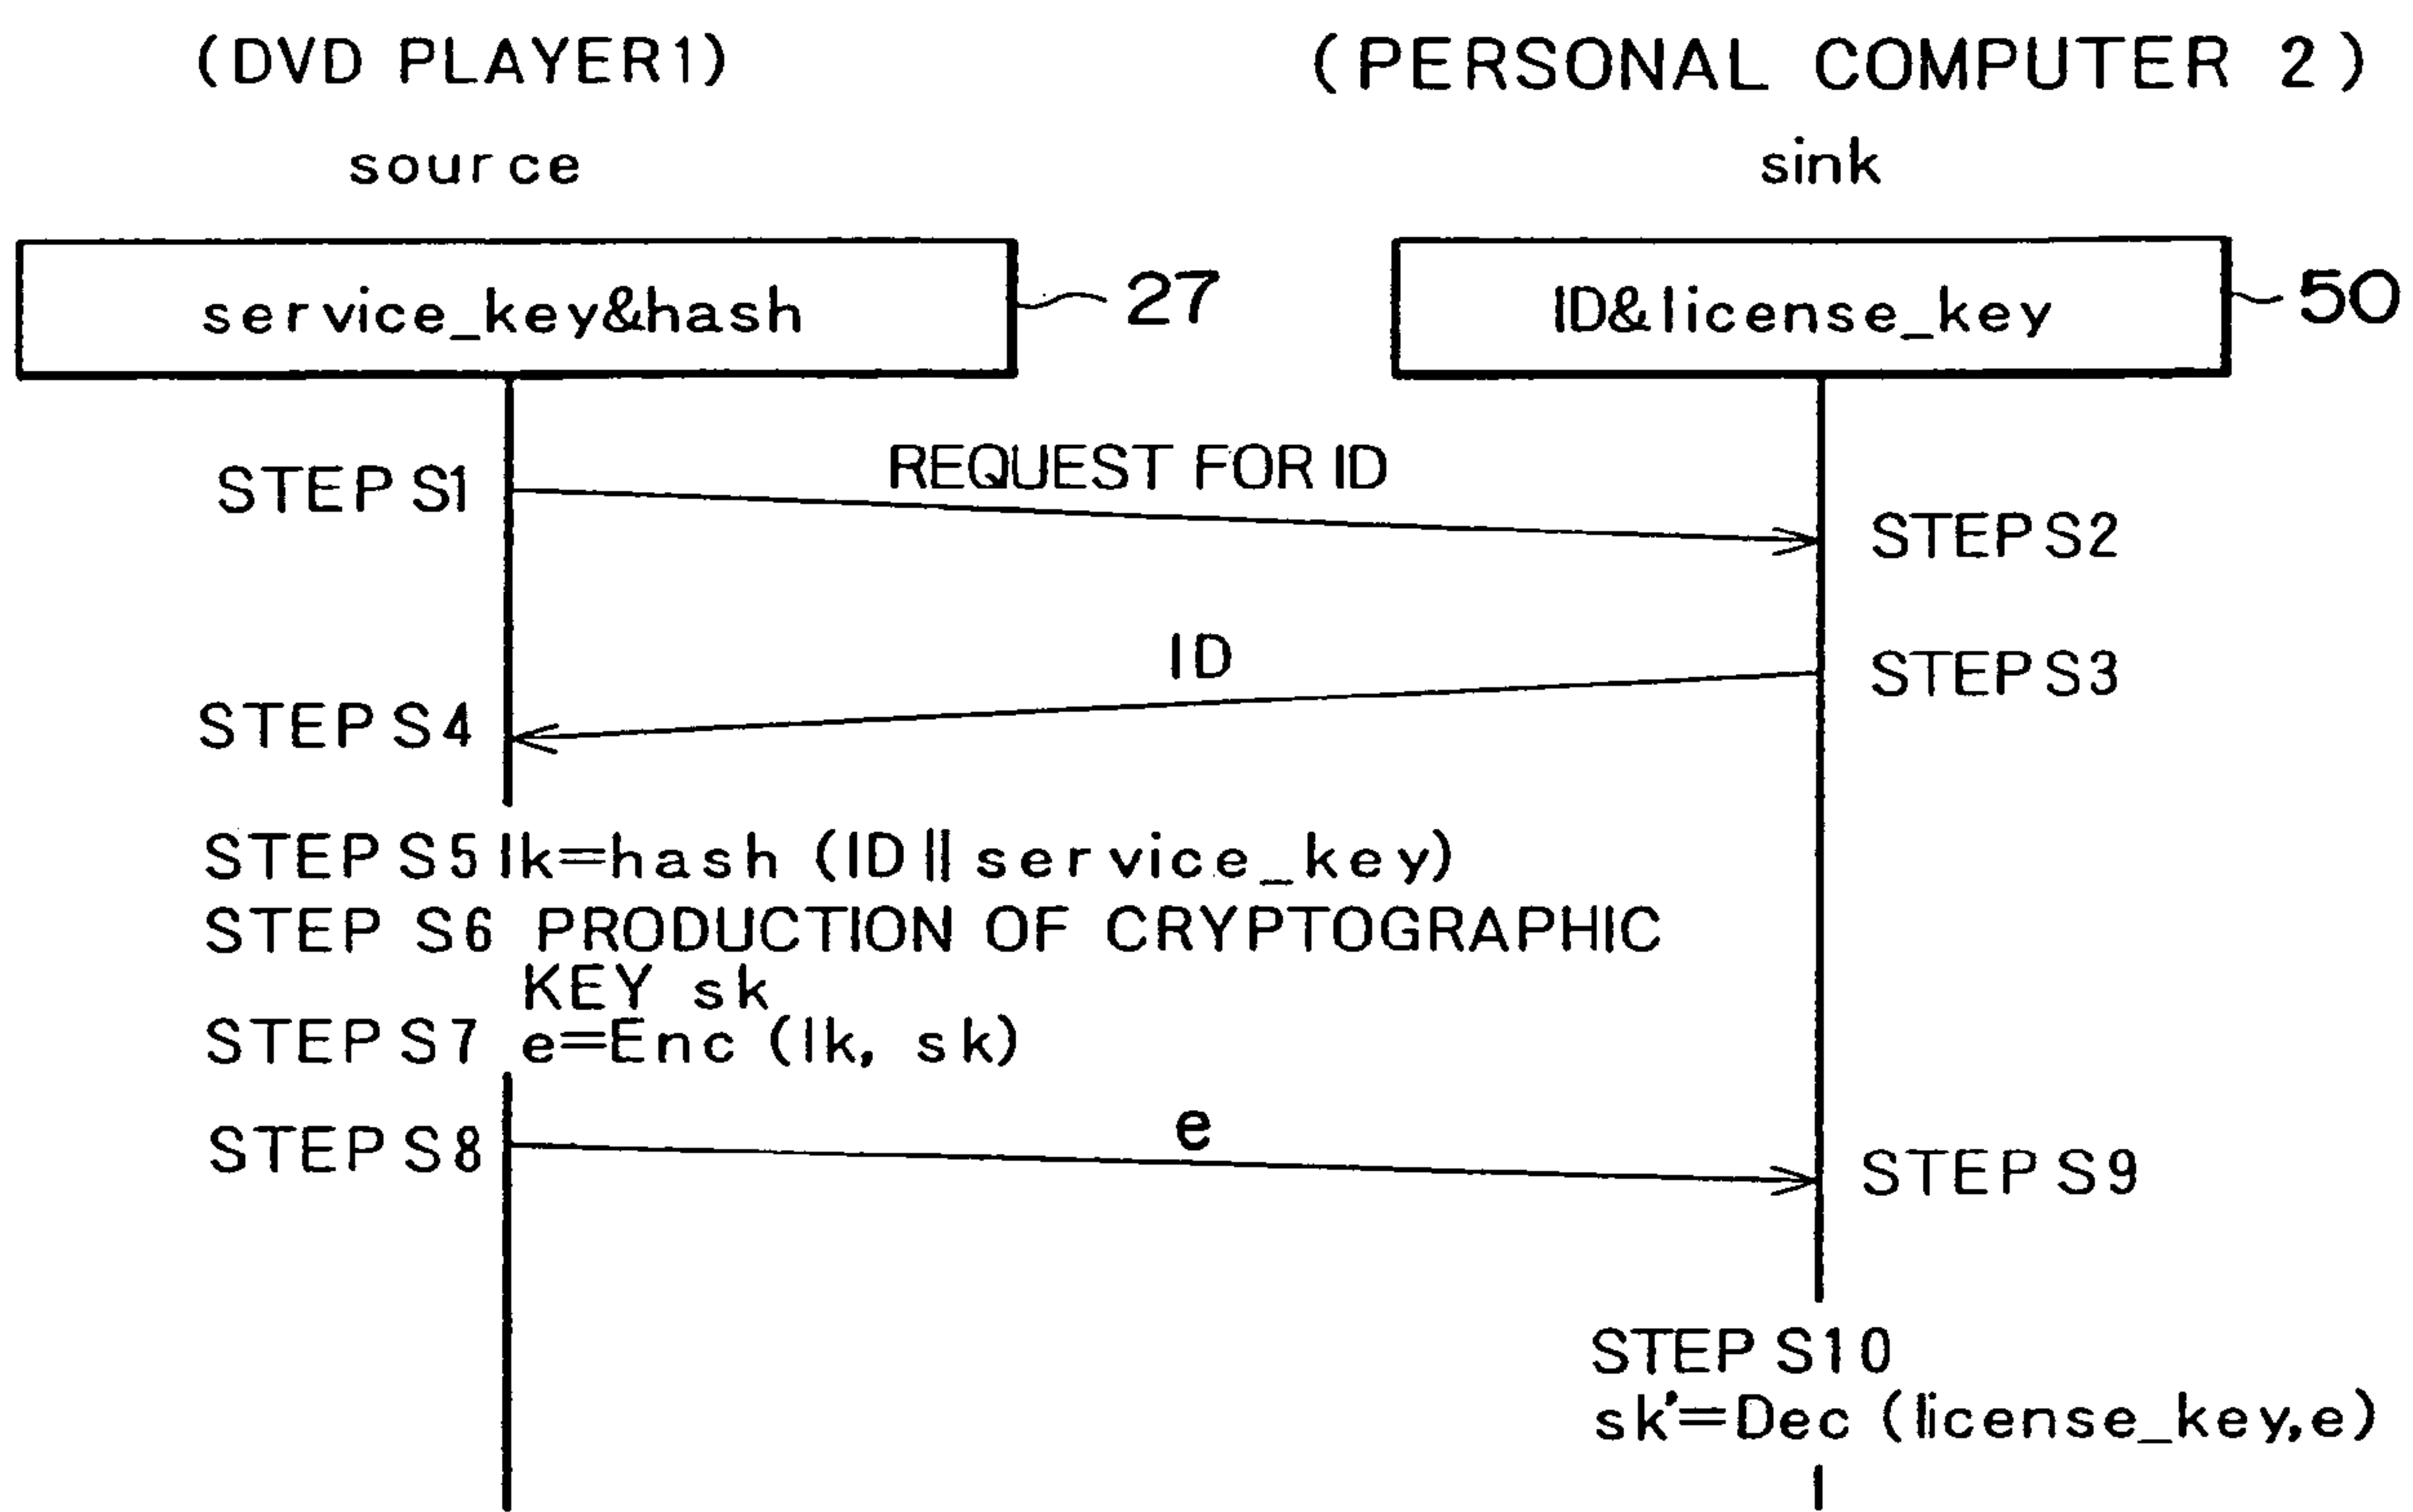 (DVD PLAYER1)
(PERSONAL COMPUTER 2)
source
sink
service_key&hash
27
ID&license_key
50
REQUEST FOR ID
STEP S1
STEP S2
ID
STEP S3
STEP S4
STEP S5 lk=hash (ID || service_key)
STEP S6 PRODUCTION OF CRYPTOGRAPHIC
KEY sk
STEP S7 e=Enc (lk, sk)
e
STEP S8
STEP S9
STEP S10
sk'=Dec (license_key,e)